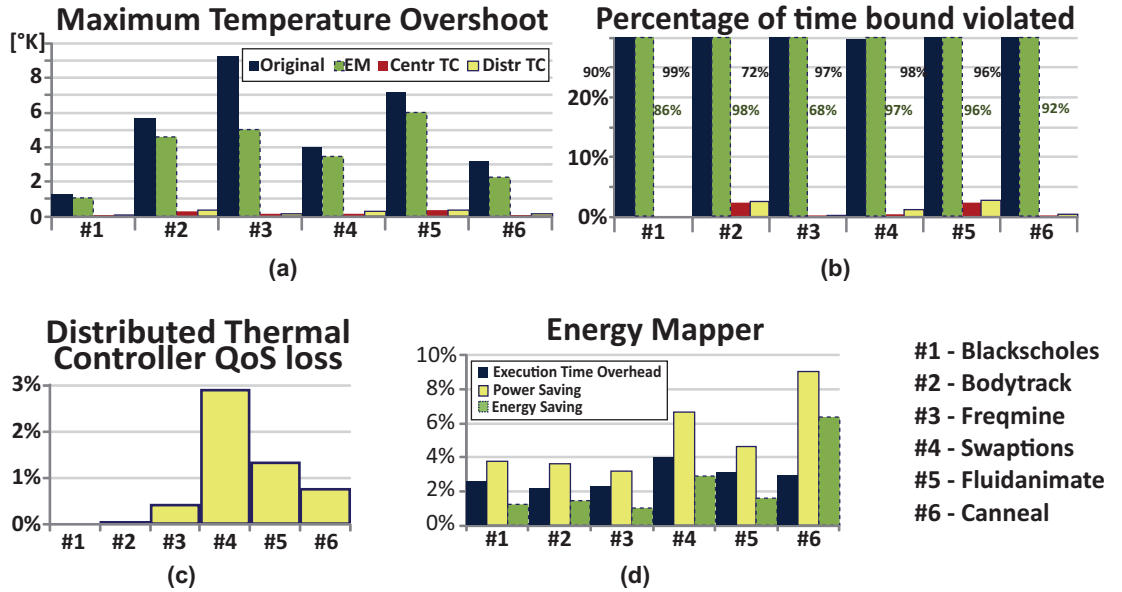 Maximum Temperature Overshoot
[°K]
Original EM Centr TC Distr TC
8
6
4
2
0
#1 #2 #3 #4 #5 #6
(a)
Percentage of time bound violated
90% 99% 72% 97% 98% 96%
20%
86% 98% 68% 97% 96% 92%
10%
0%
#1 #2 #3 #4 #5 #6
(b)
Distributed Thermal
Controller QoS loss
3%
2%
1%
0%
#1 #2 #3 #4 #5 #6
(c)
Energy Mapper
10%
Execution Time Overhead
Power Saving
Energy Saving
8%
6%
4%
2%
0%
#1 #2 #3 #4 #5 #6
(d)
#1 - Blackscholes
#2 - Bodytrack
#3 - Freqmine
#4 - Swaptions
#5 - Fluidanimate
#6 - Canneal